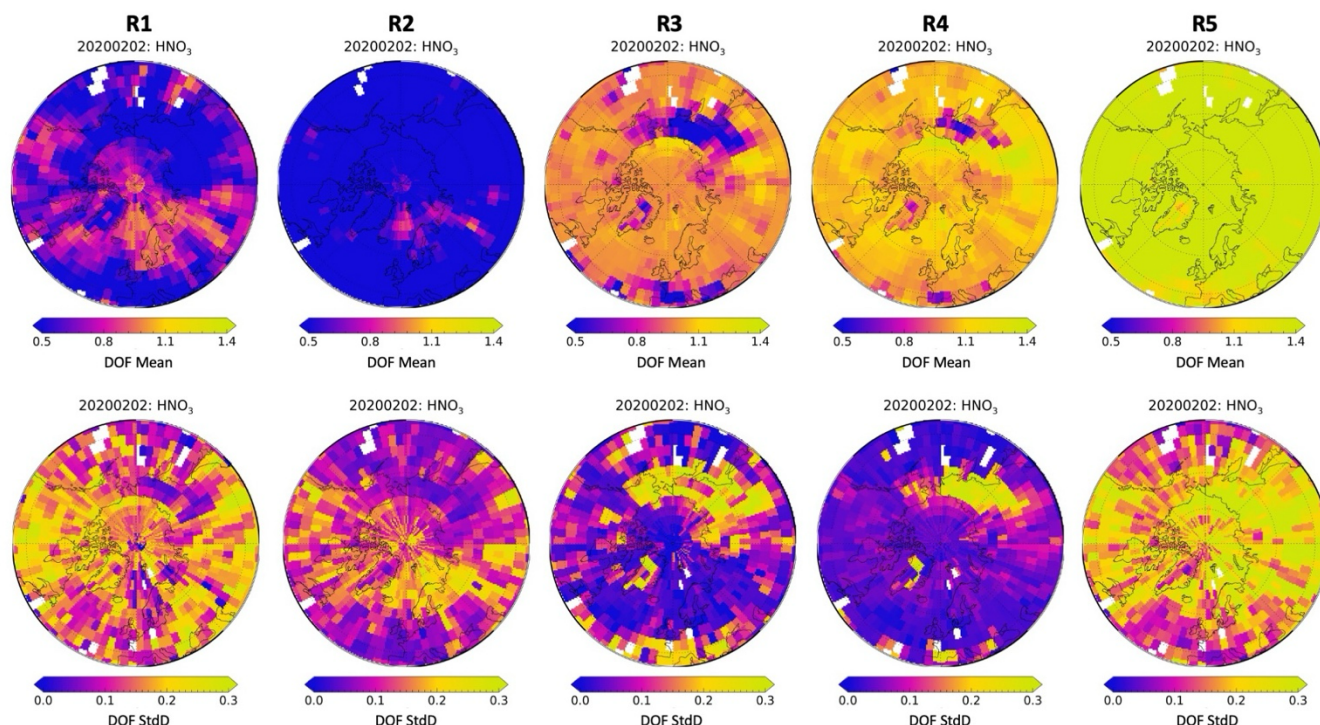 R1 R2 R3 R4 R5
20200202: HNO₃ 20200202: HNO₃ 20200202: HNO₃ 20200202: HNO₃ 20200202: HNO₃
0.5 0.8 1.1 1.4 0.5 0.8 1.1 1.4 0.5 0.8 1.1 1.4 0.5 0.8 1.1 1.4 0.5 0.8 1.1 1.4
DOF Mean DOF Mean DOF Mean DOF Mean DOF Mean
20200202: HNO₃ 20200202: HNO₃ 20200202: HNO₃ 20200202: HNO₃ 20200202: HNO₃
0.0 0.1 0.2 0.3 0.0 0.1 0.2 0.3 0.0 0.1 0.2 0.3 0.0 0.1 0.2 0.3 0.0 0.1 0.2 0.3
DOF StdD DOF StdD DOF StdD DOF StdD DOF StdD